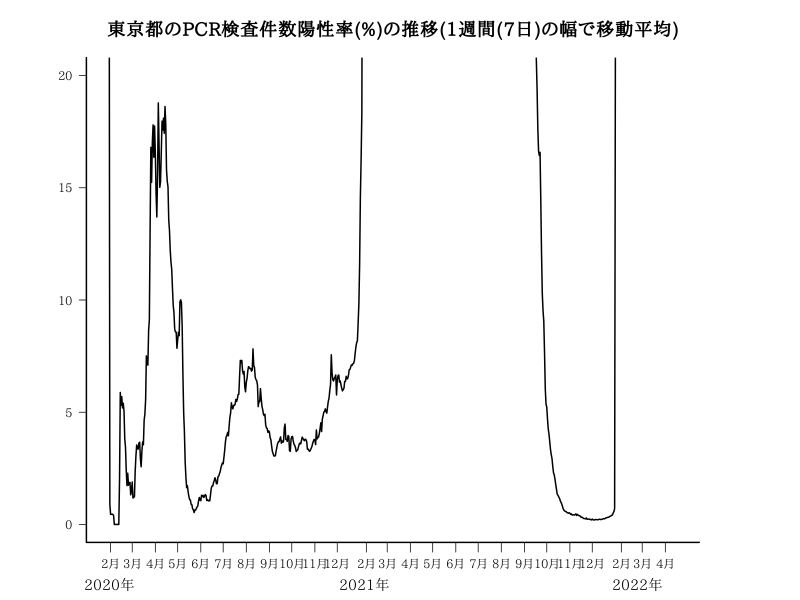 東京都のPCR検査件数陽性率(%)の推移(1週間(7日)の幅で移動平均)
20
15
10
5
0
2月 3月 4月 5月 6月 7月 8月 9月 10月 11月 12月 2月 3月 4月 5月 6月 7月 8月 9月 10月 11月 12月 2月 3月 4月
2020年 2021年 2022年